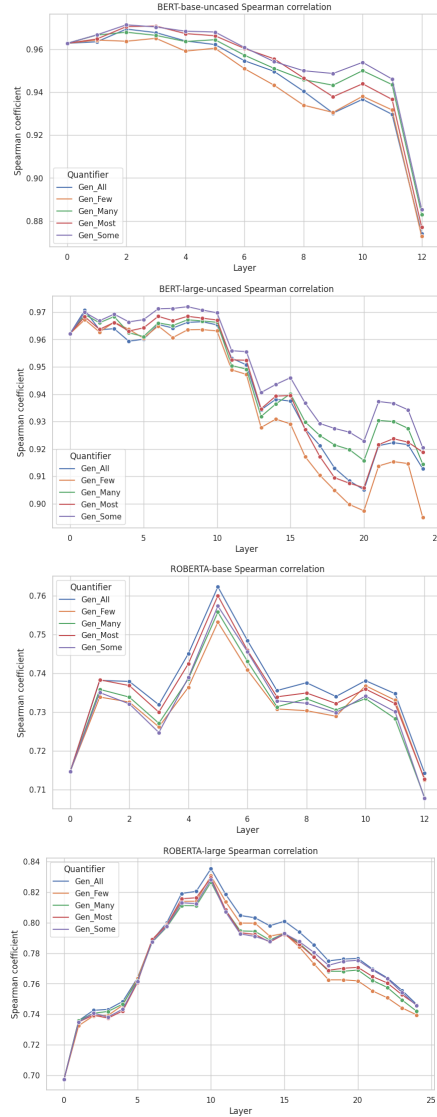 BERT-base-uncased Spearman correlation
0.96
0.94
0.92
0.90
0.88
Spearman coefficient
Quantifier
Gen_All
Gen_Few
Gen_Many
Gen_Most
Gen_Some
0 2 4 6 8 10 12
Layer
BERT-large-uncased Spearman correlation
0.97
0.96
0.95
0.94
0.93
0.92
0.91
0.90
Spearman coefficient
Quantifier
Gen_All
Gen_Few
Gen_Many
Gen_Most
Gen_Some
0 5 10 15 20 2
Layer
ROBERTA-base Spearman correlation
0.76
0.75
0.74
0.73
0.72
0.71
Spearman coefficient
Quantifier
Gen_All
Gen_Few
Gen_Many
Gen_Most
Gen_Some
0 2 4 6 8 10 12
Layer
ROBERTA-large Spearman correlation
0.84
0.82
0.80
0.78
0.76
0.74
0.72
0.70
Spearman coefficient
Quantifier
Gen_All
Gen_Few
Gen_Many
Gen_Most
Gen_Some
0 5 10 15 20 25
Layer